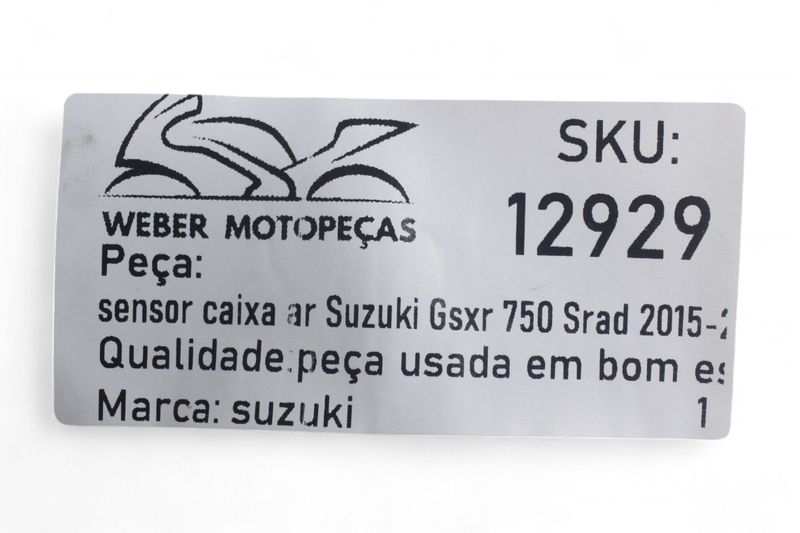 SKU:
12929
WEBER MOTOPEÇAS
Peça:
sensor caixa ar Suzuki Gsxr 750 Srad 2015-
Qualidade:peça usada em bom
Marca: suzuki 1